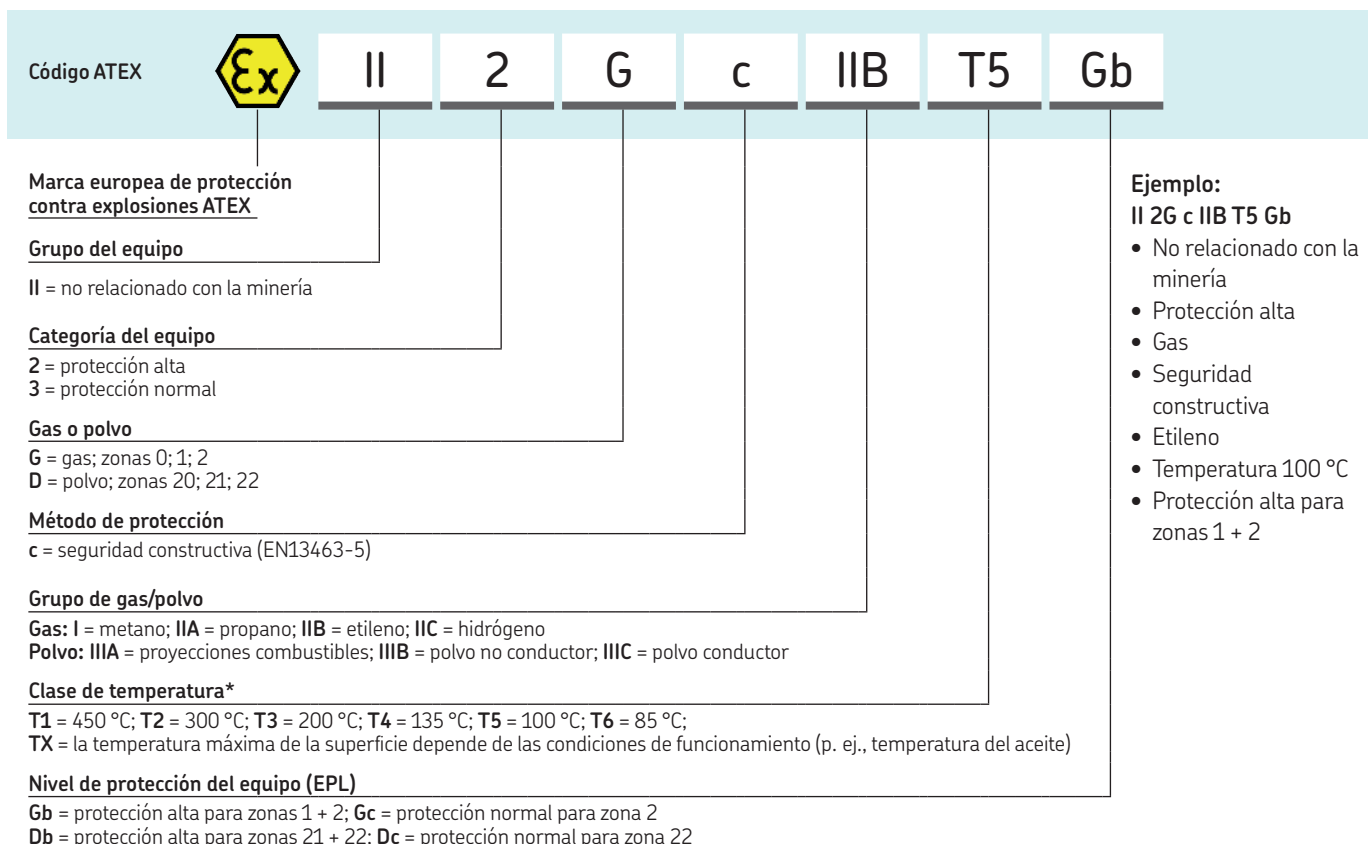 Código ATEX
Ex
II 2 G c IIB T5 Gb
Marca europea de protección
contra explosiones ATEX
Grupo del equipo
II = no relacionado con la minería
Categoría del equipo
2 = protección alta
3 = protección normal
Gas o polvo
G = gas; zonas 0; 1; 2
D = polvo; zonas 20; 21; 22
Método de protección
c = seguridad constructiva (EN13463-5)
Grupo de gas/polvo
Gas: I = metano; IIA = propano; IIB = etileno; IIC = hidrógeno
Polvo: IIIA = proyecciones combustibles; IIIB = polvo no conductor; IIIC = polvo conductor
Clase de temperatura*
T1 = 450 °C; T2 = 300 °C; T3 = 200 °C; T4 = 135 °C; T5 = 100 °C; T6 = 85 °C;
TX = la temperatura máxima de la superficie depende de las condiciones de funcionamiento (p. ej., temperatura del aceite)
Nivel de protección del equipo (EPL)
Gb = protección alta para zonas 1 + 2; Gc = protección normal para zona 2
Db = protección alta para zonas 21 + 22; Dc = protección normal para zona 22
Ejemplo:
II 2G c IIB T5 Gb
• No relacionado con la
minería
• Protección alta
• Gas
• Seguridad
constructiva
• Etileno
• Temperatura 100 °C
• Protección alta para
zonas 1 + 2